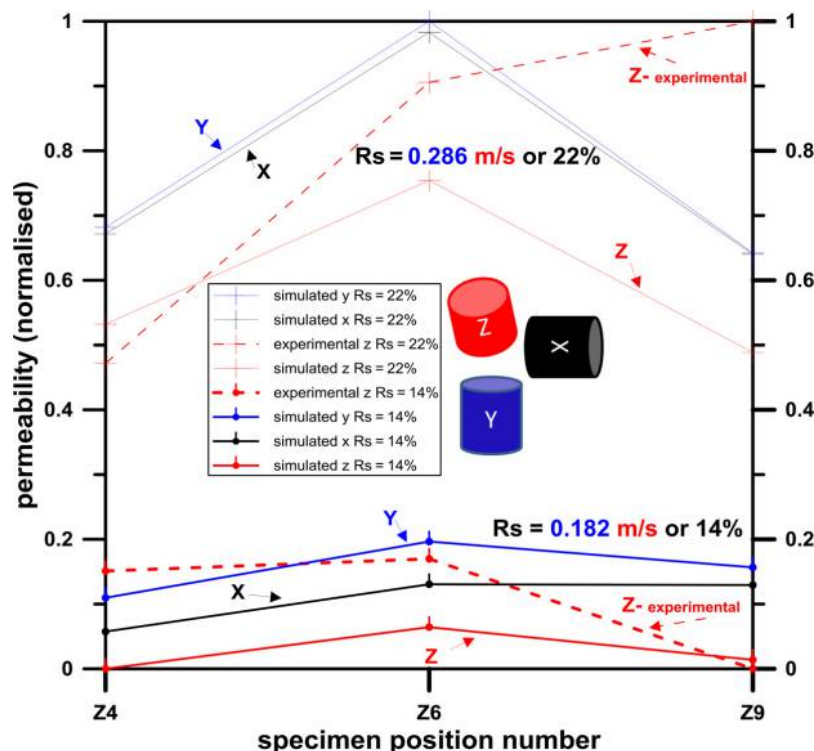 1
1
Z- experimental
Y
X
0.8
0.8
Rs = 0.286 m/s or 22%
0.6
0.6
Z
simulated y Rs = 22%
simulated x Rs = 22%
experimental z Rs = 22%
simulated z Rs = 22%
experimental z Rs = 14%
simulated y Rs = 14%
simulated x Rs = 14%
simulated z Rs = 14%
Z
X
Y
permeability (normalised)
0.4
0.4
Y
Rs = 0.182 m/s or 14%
0.2
0.2
X
Z- experimental
Z
0
0
Z4
Z6
Z9
specimen position number